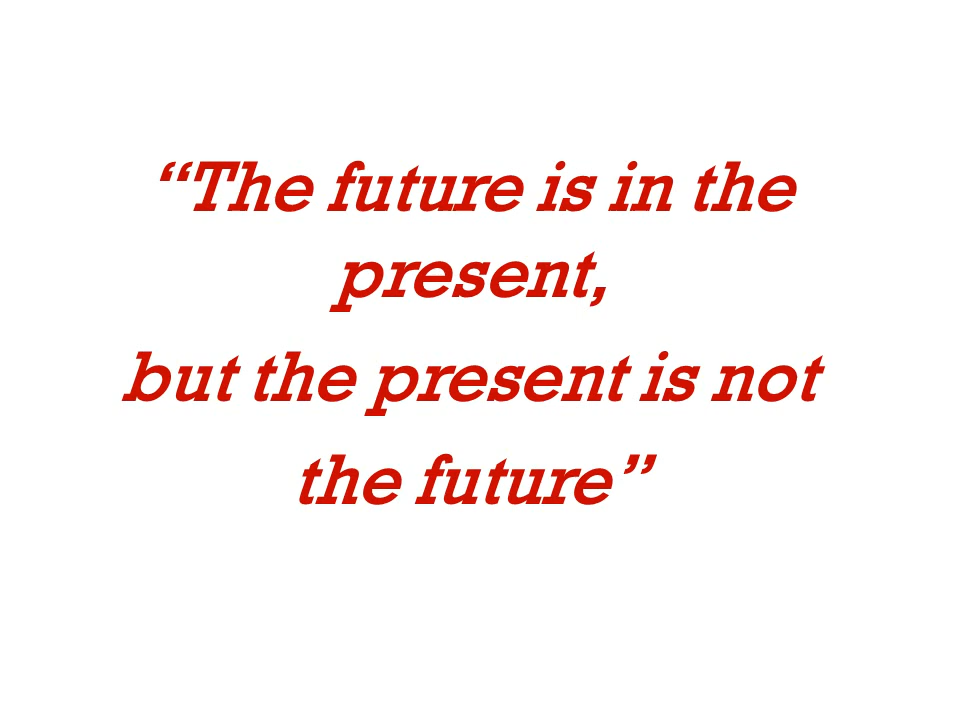 “The future is in the
present,
but the present is not
the future”